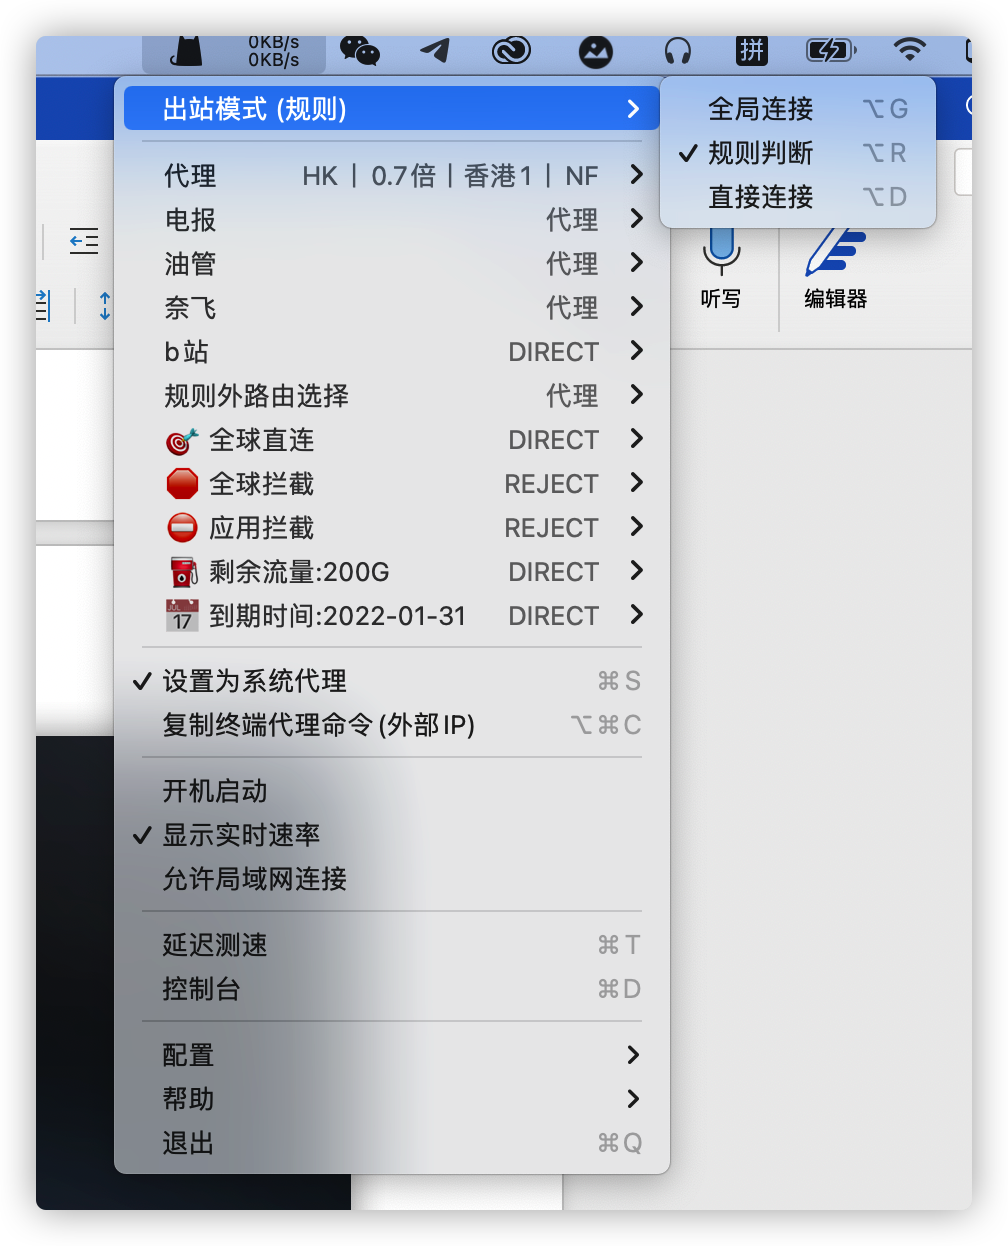 0KB/s
0KB/s
拼
出站模式 (规则)
全局连接 ⌥G
✓ 规则判断 ⌥R
直接连接 ⌥D
代理 HK | 0.7倍 | 香港1 | NF
电报 代理
油管 代理
奈飞 代理
b站 DIRECT
规则外路由选择 代理
全球直连 DIRECT
全球拦截 REJECT
应用拦截 REJECT
剩余流量:200G DIRECT
JUL 17 到期时间:2022-01-31 DIRECT
✓ 设置为系统代理 ⌘S
复制终端代理命令 (外部IP) ⌥⌘C
开机启动
✓ 显示实时速率
允许局域网连接
延迟测速 ⌘T
控制台 ⌘D
配置
帮助
退出 ⌘Q
听写
编辑器